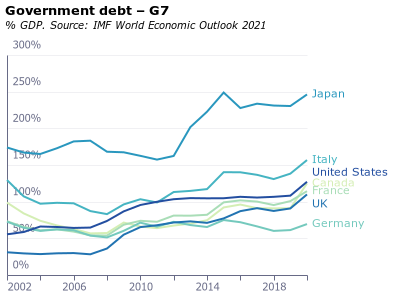 Government debt – G7
% GDP. Source: IMF World Economic Outlook 2021
300%
250%
200%
150%
100%
50%
0%
Japan
Italy
United States
Canada
France
UK
Germany
2002
2006
2010
2014
2018